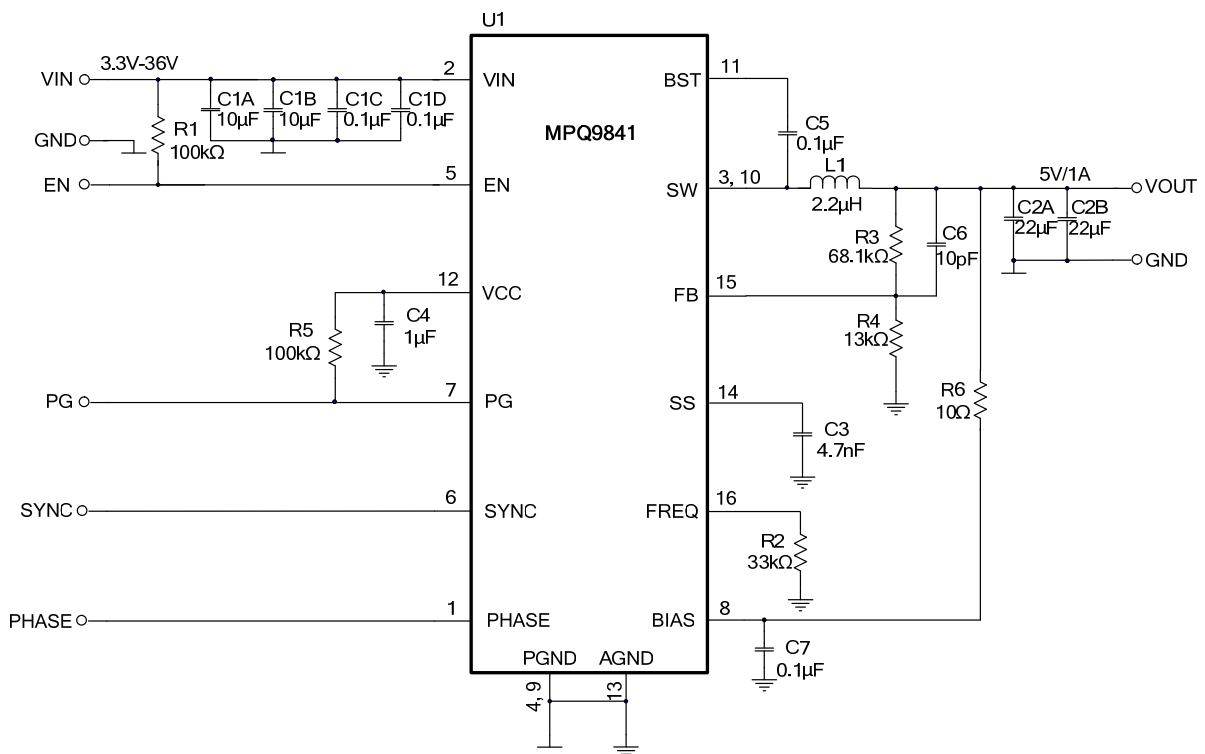 U1
MPQ9841
VIN
3.3V-36V
2
VIN
C1A
10µF
C1B
10µF
C1C
0.1µF
C1D
0.1µF
R1
100kΩ
GND
EN
5
EN
12
VCC
C4
1µF
R5
100kΩ
PG
7
PG
SYNC
6
SYNC
PHASE
1
PHASE
PGND
AGND
4, 9
13
BST
11
C5
0.1µF
SW
3, 10
L1
2.2µH
5V/1A
VOUT
R3
68.1kΩ
C6
10pF
C2A
22µF
C2B
22µF
GND
FB
15
R4
13kΩ
SS
14
C3
4.7nF
R6
10Ω
FREQ
16
R2
33kΩ
BIAS
8
C7
0.1µF